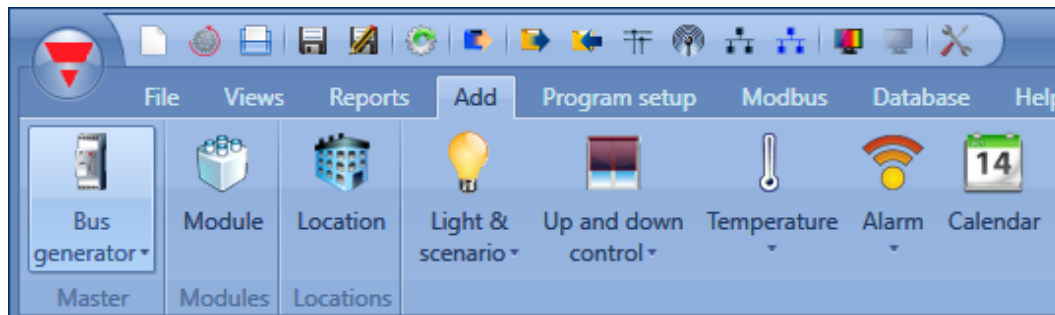 File Views Reports Add Program setup Modbus Database Help
Bus generator
Module
Location
Light & scenario
Up and down control
Temperature
Alarm
14
Calendar
Master Modules Locations